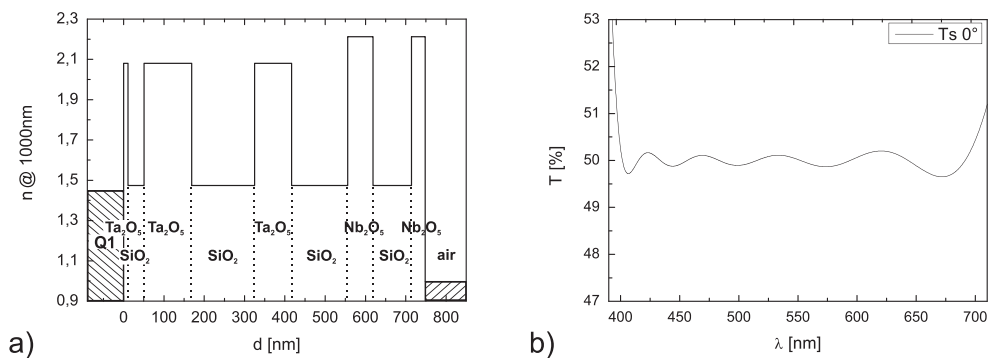 a)
n @ 1000nm
2,3
2,1
1,9
1,7
1,5
1,3
1,1
0,9
Ta₂O₅ Ta₂O₅ Ta₂O₅ Nb₂O₅ Nb₂O₅
Q1
SiO₂ SiO₂ SiO₂ SiO₂ air
0 100 200 300 400 500 600 700 800
d [nm]
b)
T [%]
53
52
51
50
49
48
47
Ts 0°
400 450 500 550 600 650 700
λ [nm]